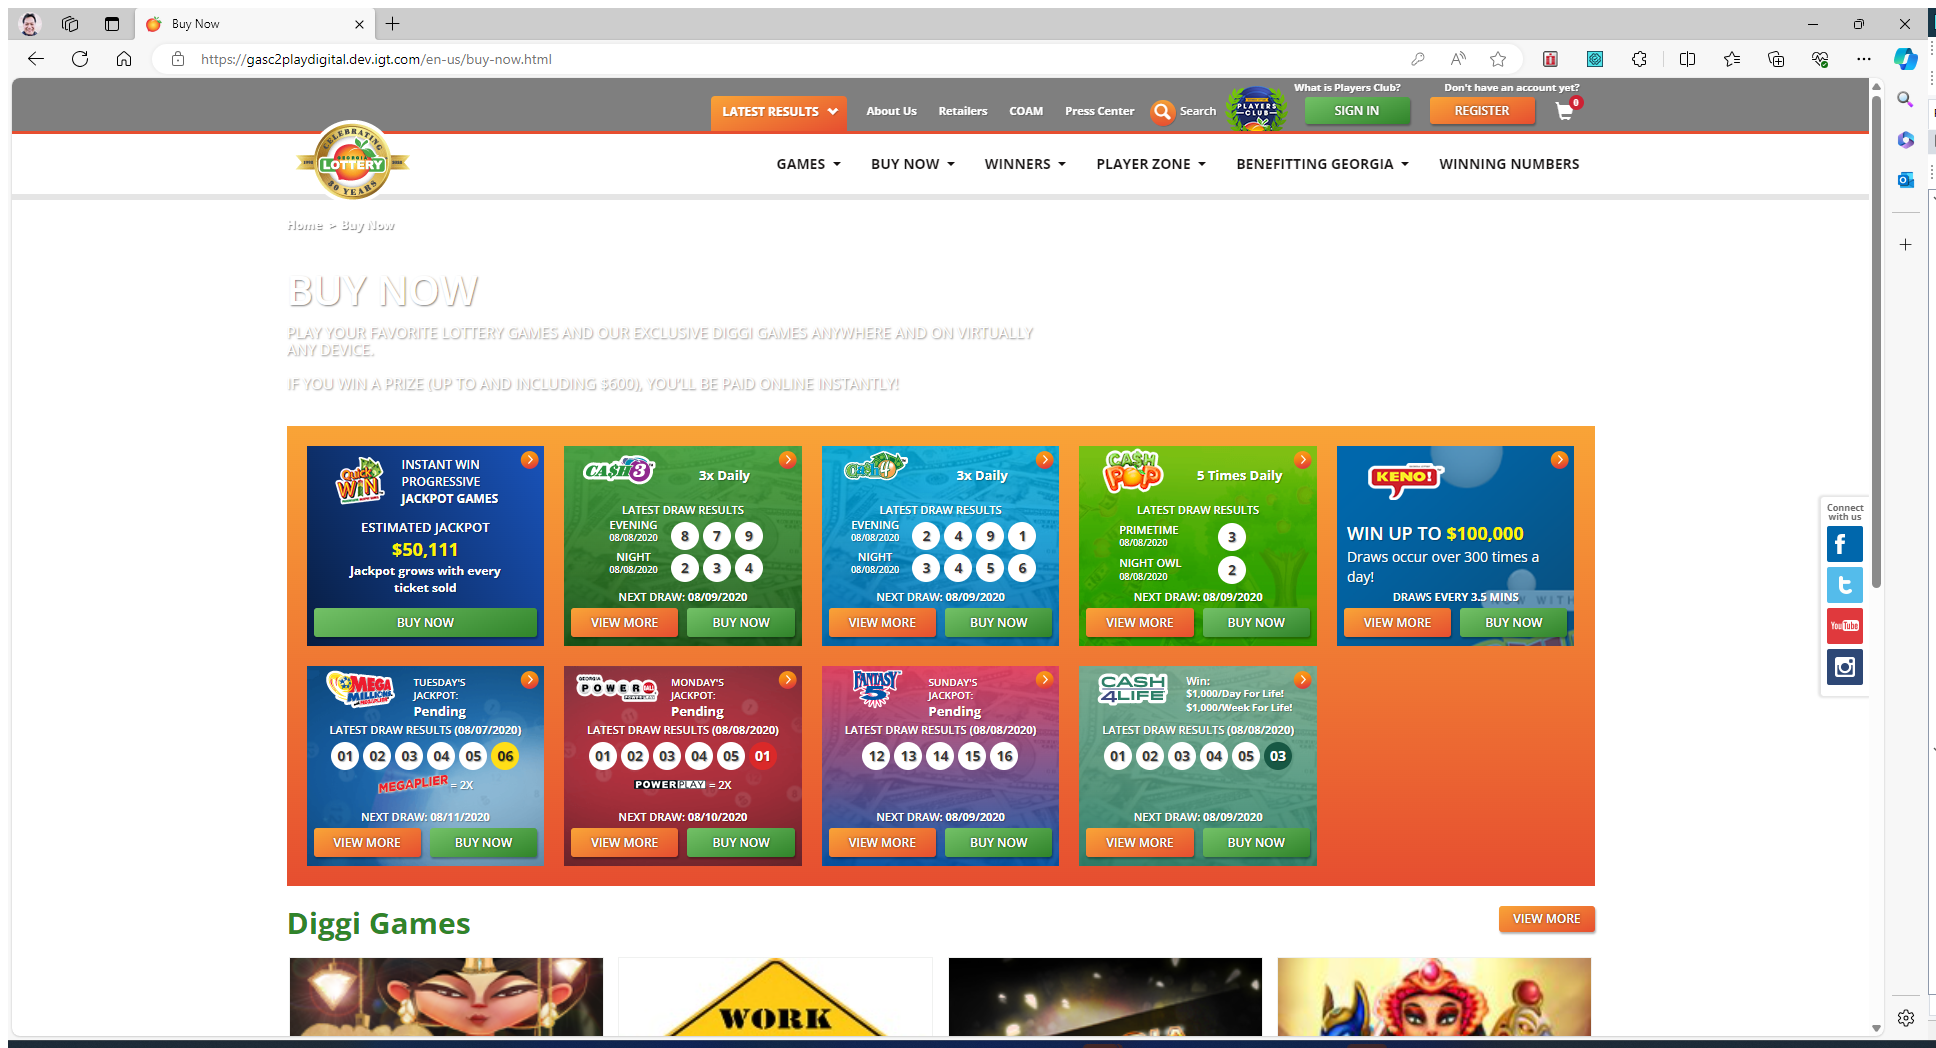 Buy Now
https://gasc2playdigital.dev.igt.com/en-us/buy-now.html
What is Players Club?
Don't have an account yet?
LATEST RESULTS
About Us
Retailers
COAM
Press Center
Search
PLAYERS
CLUB
SIGN IN
REGISTER
0
CELEBRATING
GEORGIA
LOTTERY
30 YEARS
GAMES
BUY NOW
WINNERS
PLAYER ZONE
BENEFITTING GEORGIA
WINNING NUMBERS
Home > Buy Now
BUY NOW
PLAY YOUR FAVORITE LOTTERY GAMES AND OUR EXCLUSIVE DIGGI GAMES ANYWHERE AND ON VIRTUALLY
ANY DEVICE.
IF YOU WIN A PRIZE (UP TO AND INCLUDING $600), YOU'LL BE PAID ONLINE INSTANTLY!
QUICK
WIN
INSTANT WIN
PROGRESSIVE
JACKPOT GAMES
ESTIMATED JACKPOT
$50,111
Jackpot grows with every
ticket sold
BUY NOW
CA$H 3
3x Daily
LATEST DRAW RESULTS
EVENING
08/08/2020
8 7 9
NIGHT
08/08/2020
2 3 4
NEXT DRAW: 08/09/2020
VIEW MORE
BUY NOW
Cash 4
3x Daily
LATEST DRAW RESULTS
EVENING
08/08/2020
2 4 9 1
NIGHT
08/08/2020
3 4 5 6
NEXT DRAW: 08/09/2020
VIEW MORE
BUY NOW
CA$H
POP
5 Times Daily
LATEST DRAW RESULTS
PRIMETIME
08/08/2020
3
NIGHT OWL
08/08/2020
2
NEXT DRAW: 08/09/2020
VIEW MORE
BUY NOW
KENO!
WIN UP TO $100,000
Draws occur over 300 times a
day!
DRAWS EVERY 3.5 MINS
VIEW MORE
BUY NOW
MEGA
MILLIONS
TUESDAY'S
JACKPOT:
Pending
LATEST DRAW RESULTS (08/07/2020)
01 02 03 04 05 06
MEGAPLIER = 2X
NEXT DRAW: 08/11/2020
VIEW MORE
BUY NOW
GEORGIA
POWERBALL
MONDAY'S
JACKPOT:
Pending
LATEST DRAW RESULTS (08/08/2020)
01 02 03 04 05 01
POWERPLAY = 2X
NEXT DRAW: 08/10/2020
VIEW MORE
BUY NOW
FANTASY
5
SUNDAY'S
JACKPOT:
Pending
LATEST DRAW RESULTS (08/08/2020)
12 13 14 15 16
NEXT DRAW: 08/09/2020
VIEW MORE
BUY NOW
CASH
4LIFE
Win:
$1,000/Day For Life!
$1,000/Week For Life!
LATEST DRAW RESULTS (08/08/2020)
01 02 03 04 05 03
NEXT DRAW: 08/09/2020
VIEW MORE
BUY NOW
Connect
with us
You Tube
Diggi Games
VIEW MORE
WORK